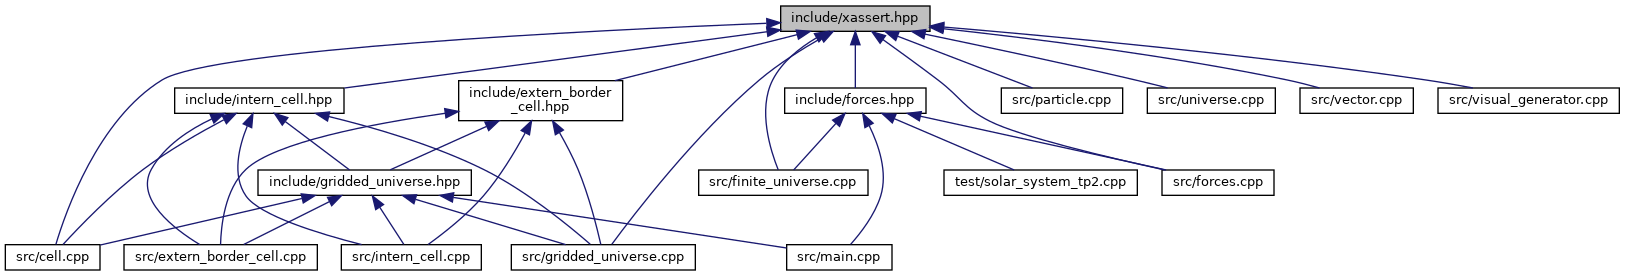 include/xassert.hpp
include/intern_cell.hpp
include/extern_border
_cell.hpp
include/forces.hpp
src/particle.cpp
src/universe.cpp
src/vector.cpp
src/visual_generator.cpp
include/gridded_universe.hpp
src/finite_universe.cpp
test/solar_system_tp2.cpp
src/forces.cpp
src/cell.cpp
src/extern_border_cell.cpp
src/intern_cell.cpp
src/gridded_universe.cpp
src/main.cpp